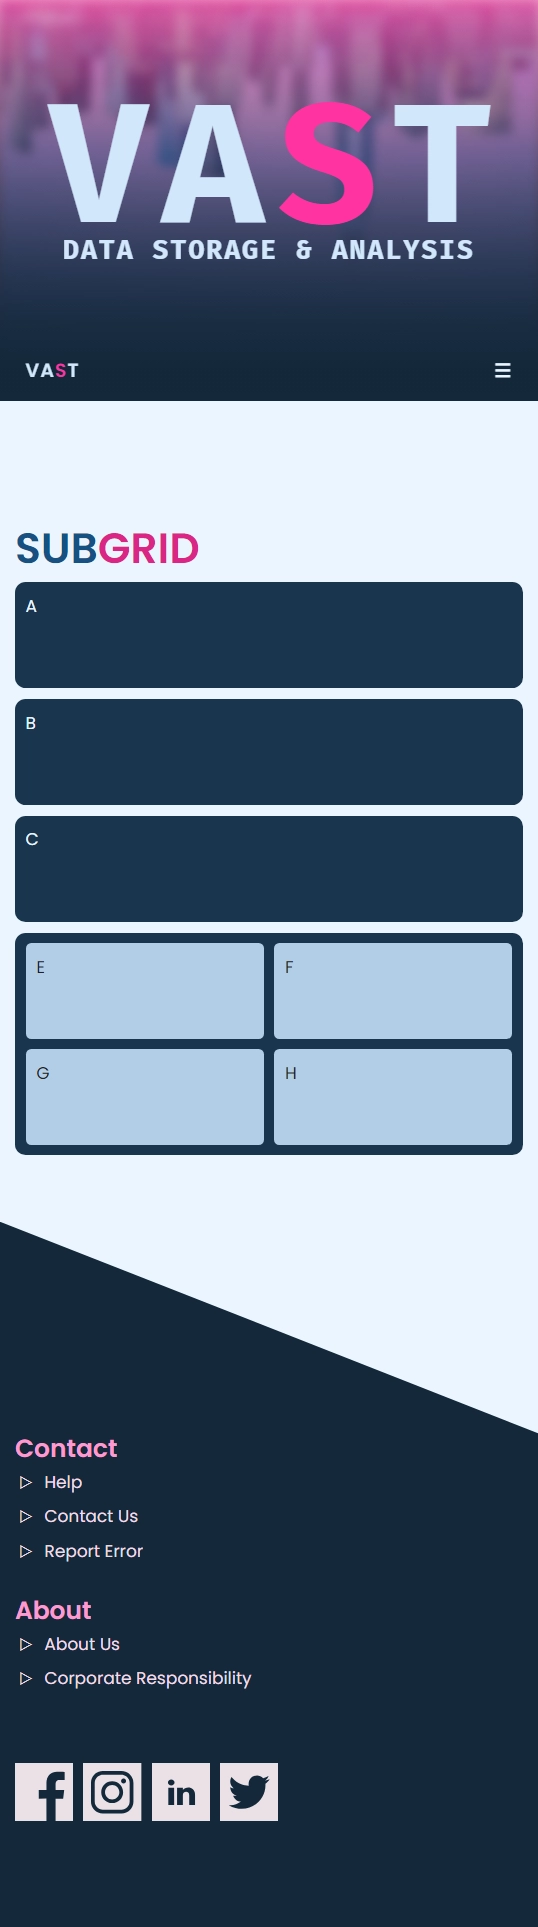 VAST
DATA STORAGE & ANALYSIS
VAST
SUBGRID
A
B
C
E
F
G
H
Contact
Help
Contact Us
Report Error
About
About Us
Corporate Responsibility
in